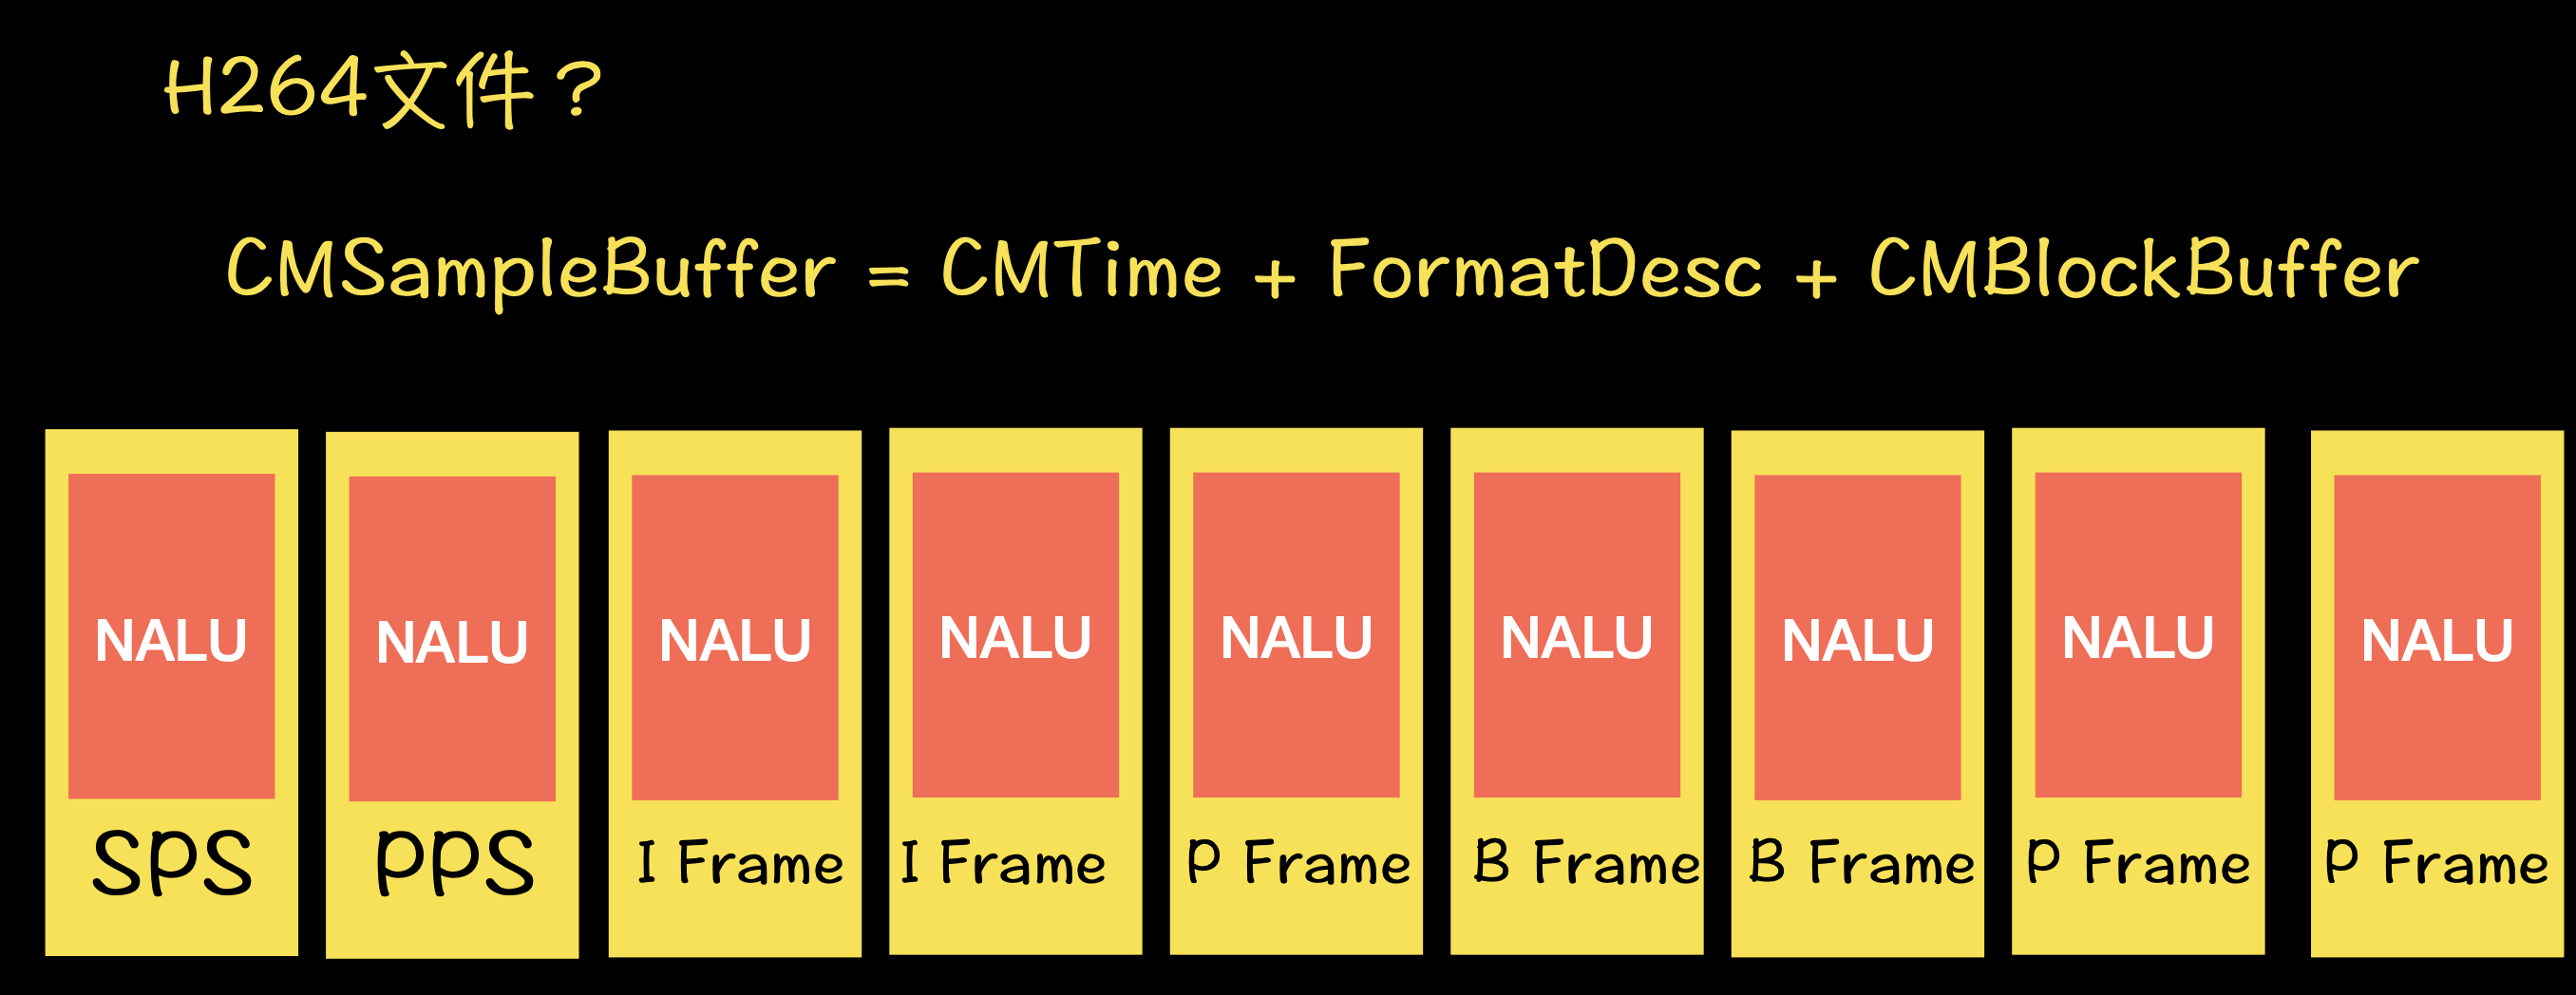 H264文件？
CMSampleBuffer = CMTime + FormatDesc + CMBlockBuffer
NALU NALU NALU NALU NALU NALU NALU NALU NALU
SPS PPS I Frame I Frame P Frame B Frame B Frame P Frame P Frame